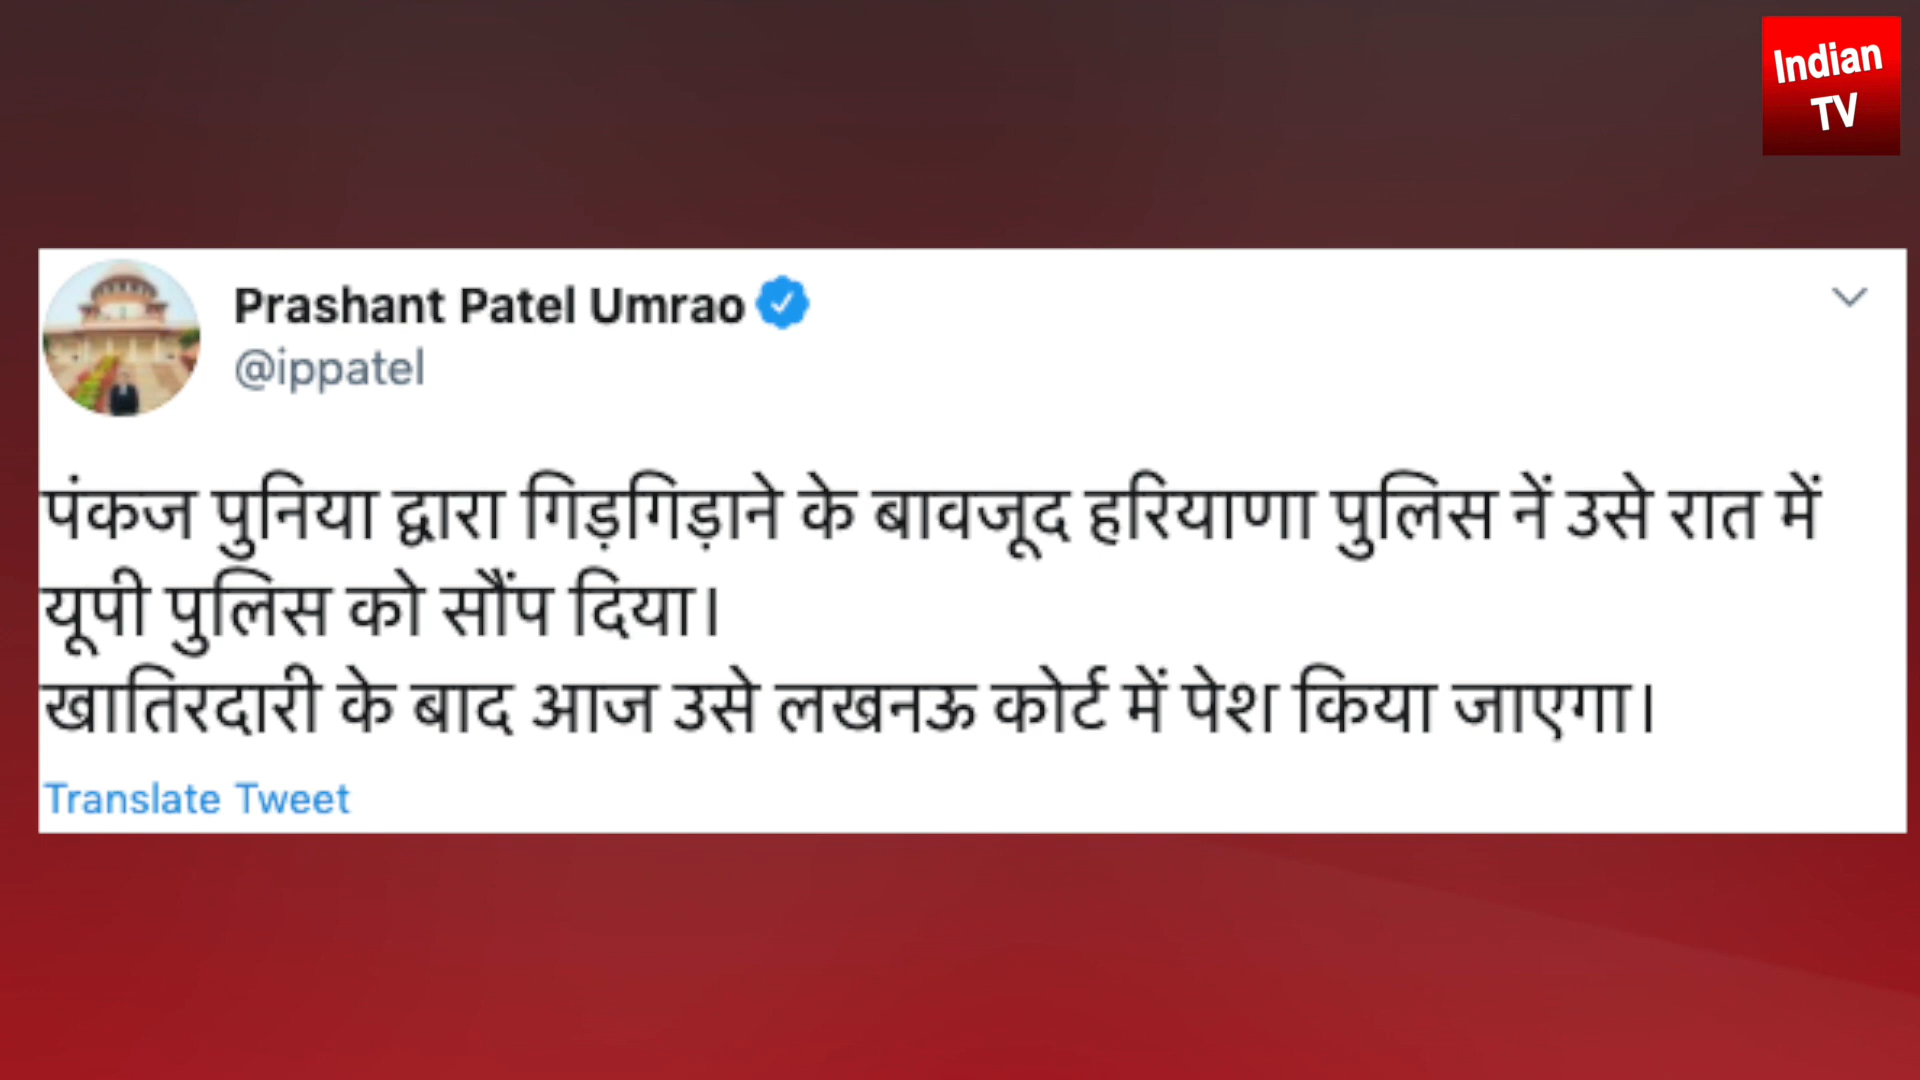 Indian
TV
Prashant Patel Umrao
@ippatel
पंकज पुनिया द्वारा गिड़गिड़ाने के बावजूद हरियाणा पुलिस नें उसे रात में
यूपी पुलिस को सौंप दिया।
खातिरदारी के बाद आज उसे लखनऊ कोर्ट में पेश किया जाएगा।
Translate Tweet